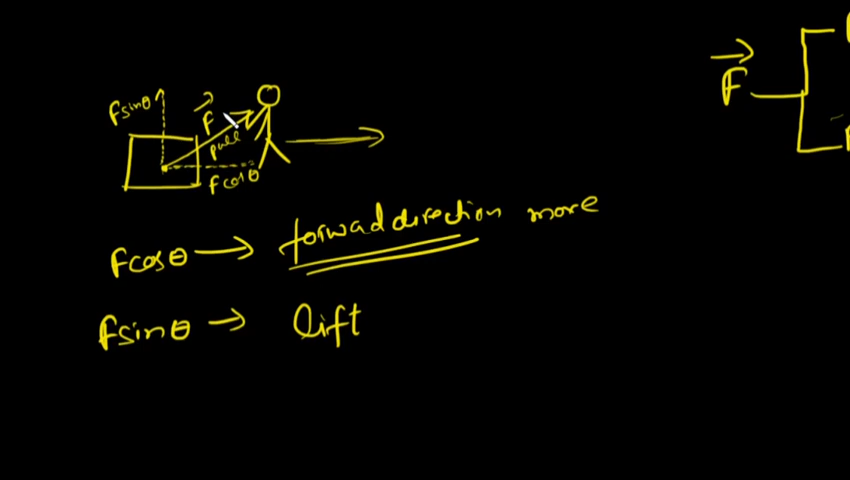 Fsinθ
F
pull
Fcosθ
F
Fcosθ → forwad direction more
Fsinθ → lift